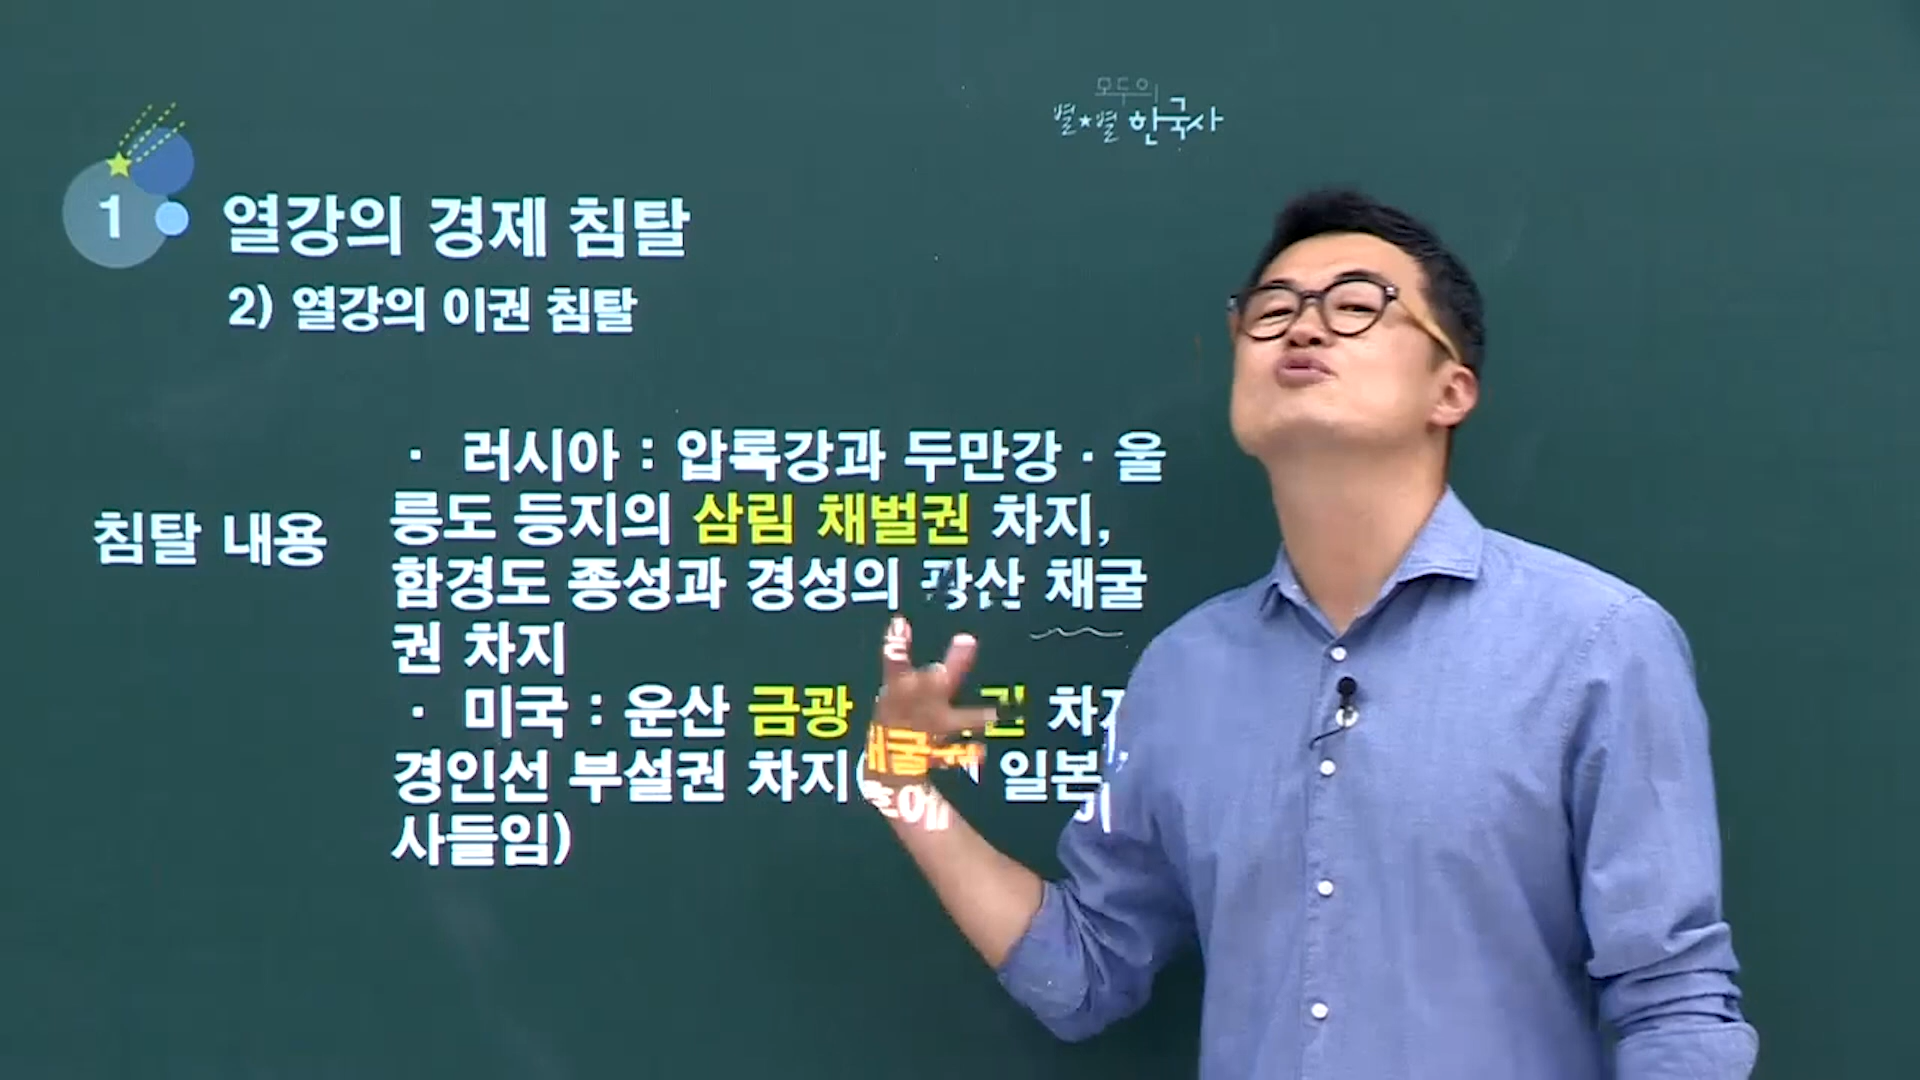 모두의
별★별 한국사
1 열강의 경제 침탈
2) 열강의 이권 침탈
침탈 내용
· 러시아 : 압록강과 두만강 · 울
릉도 등지의 삼림 채벌권 차지,
함경도 종성과 경성의 광산 채굴
권 차지
· 미국 : 운산 금광
경인선 부설권 차지( 일본
사들임)